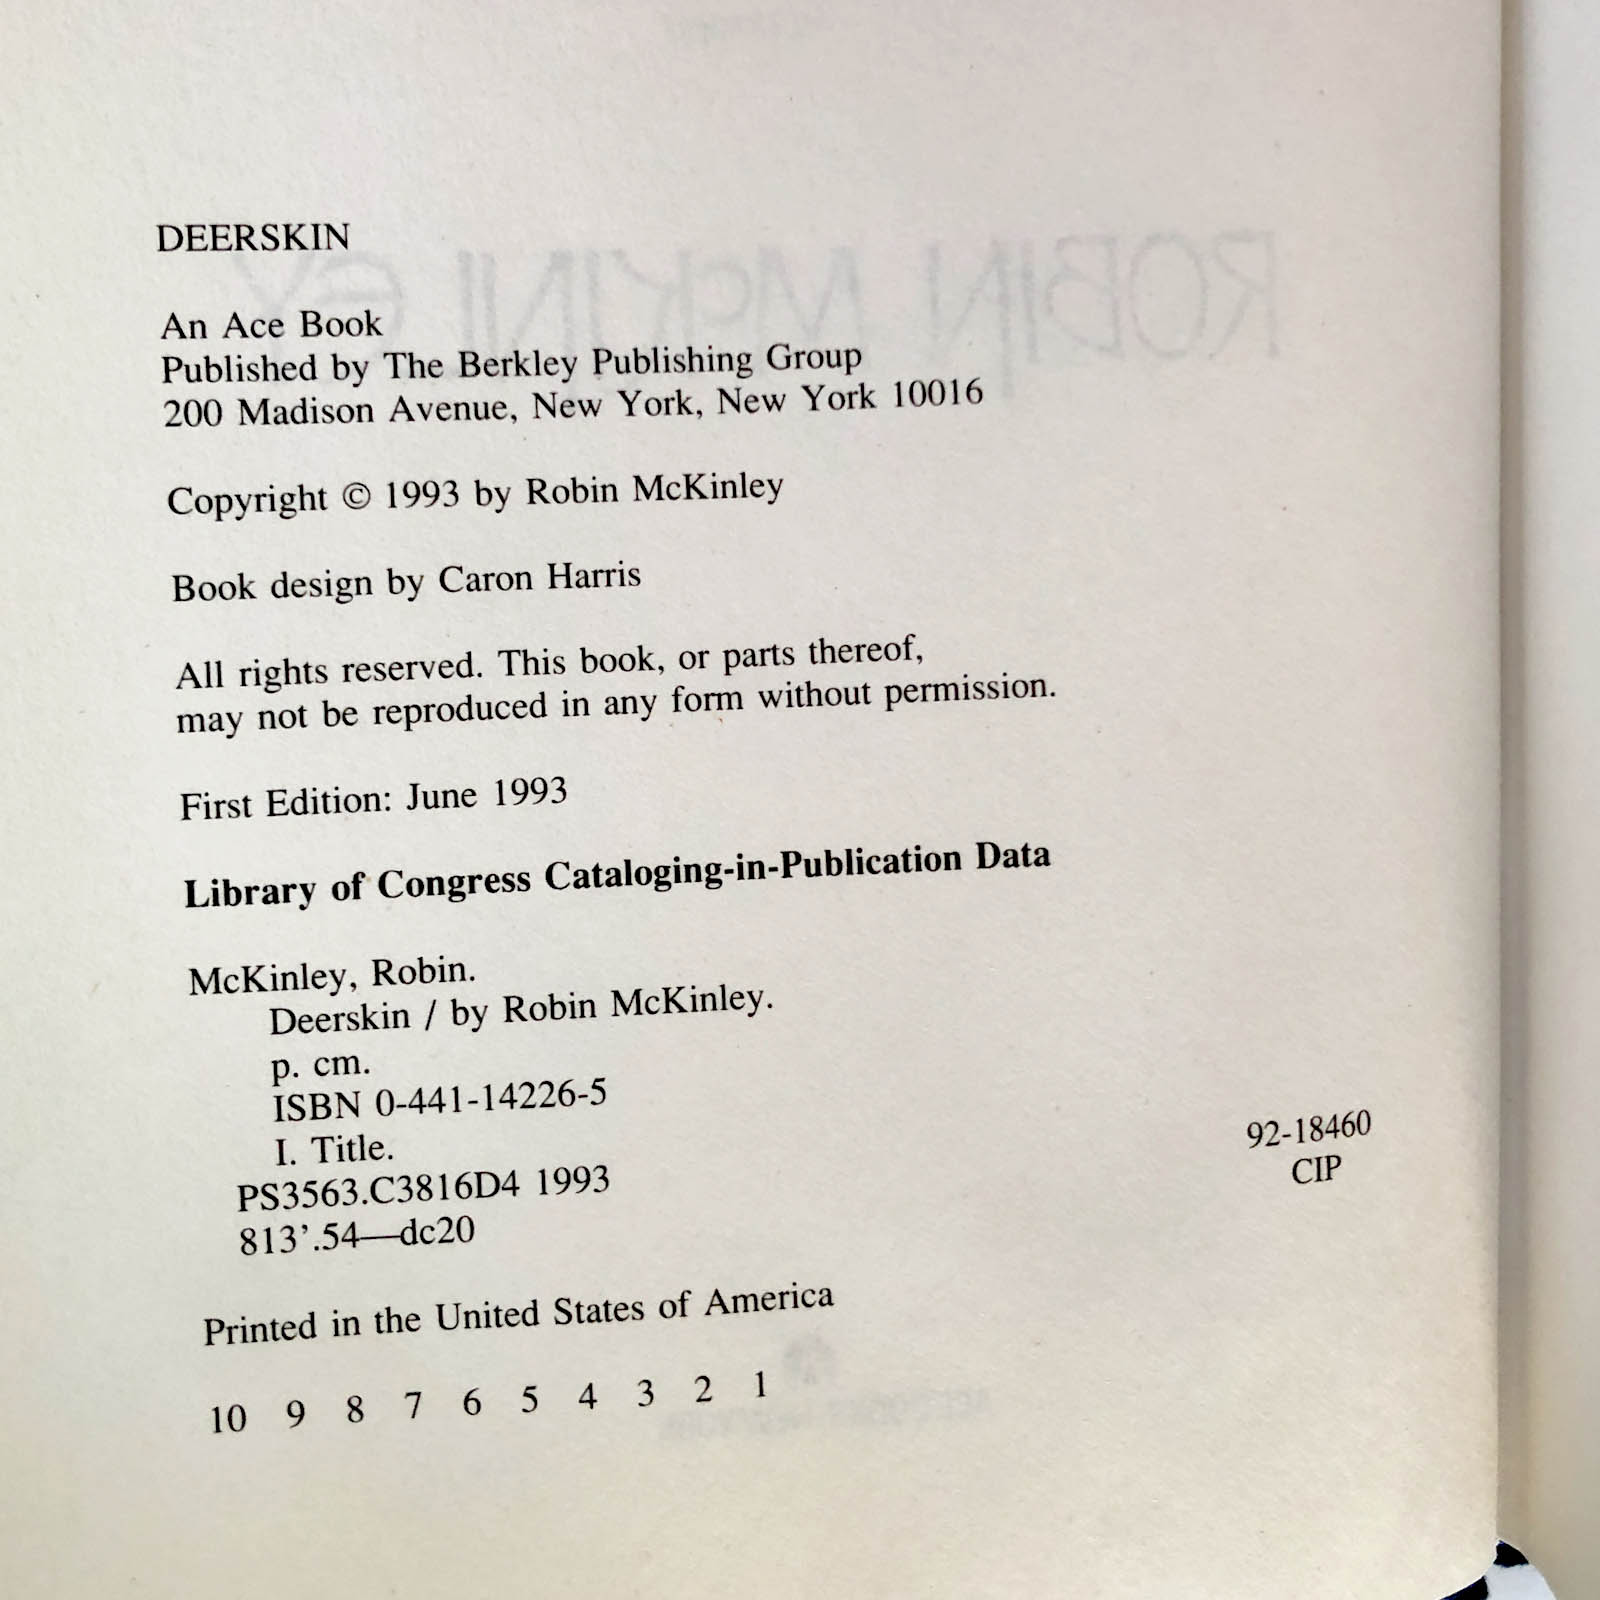 DEERSKIN
An Ace Book
Published by The Berkley Publishing Group
200 Madison Avenue, New York, New York 10016
Copyright © 1993 by Robin McKinley
Book design by Caron Harris
All rights reserved. This book, or parts thereof,
may not be reproduced in any form without permission.
First Edition: June 1993
Library of Congress Cataloging-in-Publication Data
McKinley, Robin.
Deerskin / by Robin McKinley.
p. cm.
ISBN 0-441-14226-5
I. Title.
PS3563.C3816D4 1993
813'.54—dc20
92-18460
CIP
Printed in the United States of America
10 9 8 7 6 5 4 3 2 1
ROBIN McKINLEY